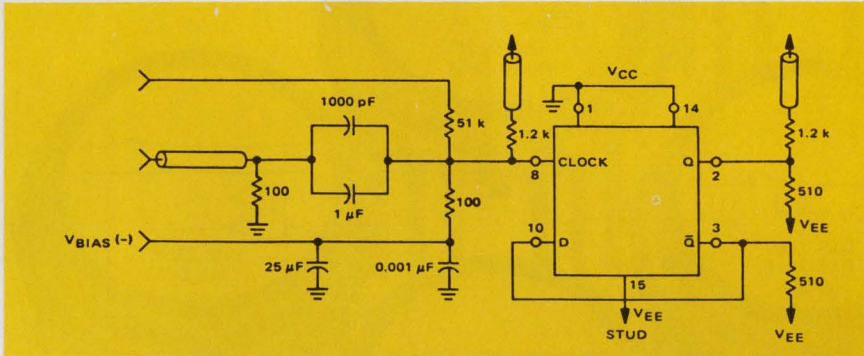 VCC
1000 pF
51 k
1
14
1.2 k
1.2 k
CLOCK
Q
8
2
100
1 μF
100
510
VBIAS (-)
10
D
Q̄
3
VEE
25 μF
0.001 μF
510
15
VEE
STUD
VEE